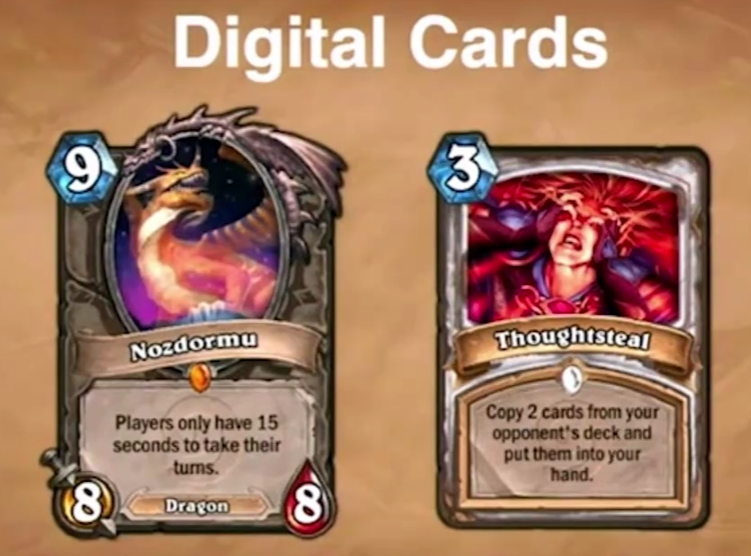 Digital Cards
9
Nozdormu
Players only have 15
seconds to take their
turns.
8
Dragon
8
3
Thoughtsteal
Copy 2 cards from your
opponent's deck and
put them into your
hand.